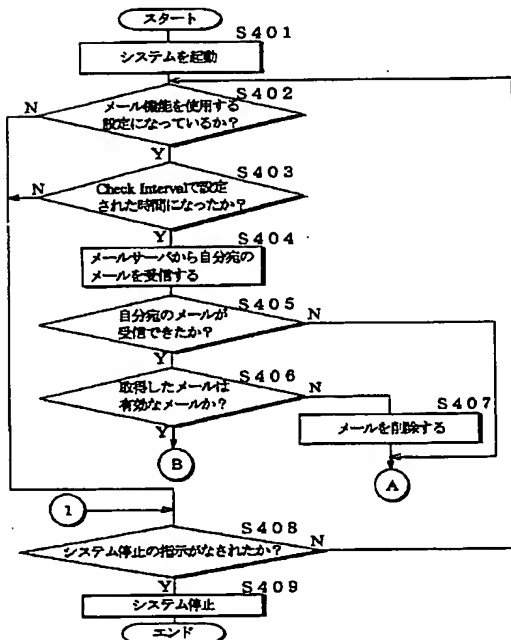 スタート
S401
システムを起動
S402
メール機能を使用する
設定になっているか?
N
Y
S403
Check Intervalで設定
された時間になったか?
N
Y
S404
メールサーバから自分宛の
メールを受信する
S405
自分宛のメールが
受信できたか?
N
Y
S406
取得したメールは
有効なメールか?
N
Y
S407
メールを削除する
B
A
1
S408
システム停止の指示がなされたか?
N
Y
S409
システム停止
エンド